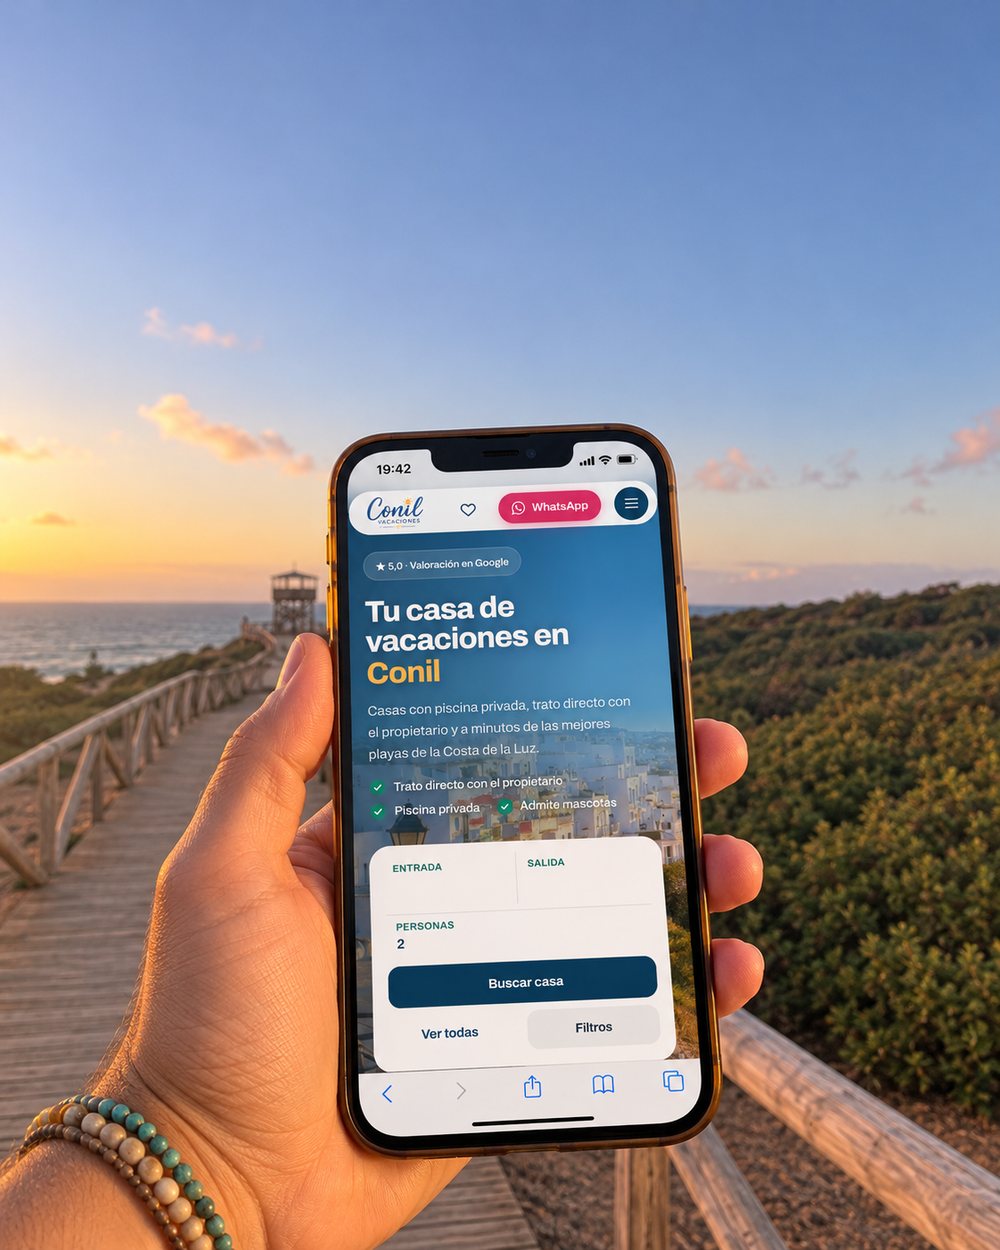 19:42
Conil
VACACIONES
WhatsApp
★ 5,0 · Valoración en Google
Tu casa de
vacaciones en
Conil
Casas con piscina privada, trato directo con
el propietario y a minutos de las mejores
playas de la Costa de la Luz.
Trato directo con el propietario
Piscina privada
Admite mascotas
ENTRADA
SALIDA
PERSONAS
2
Buscar casa
Ver todas
Filtros